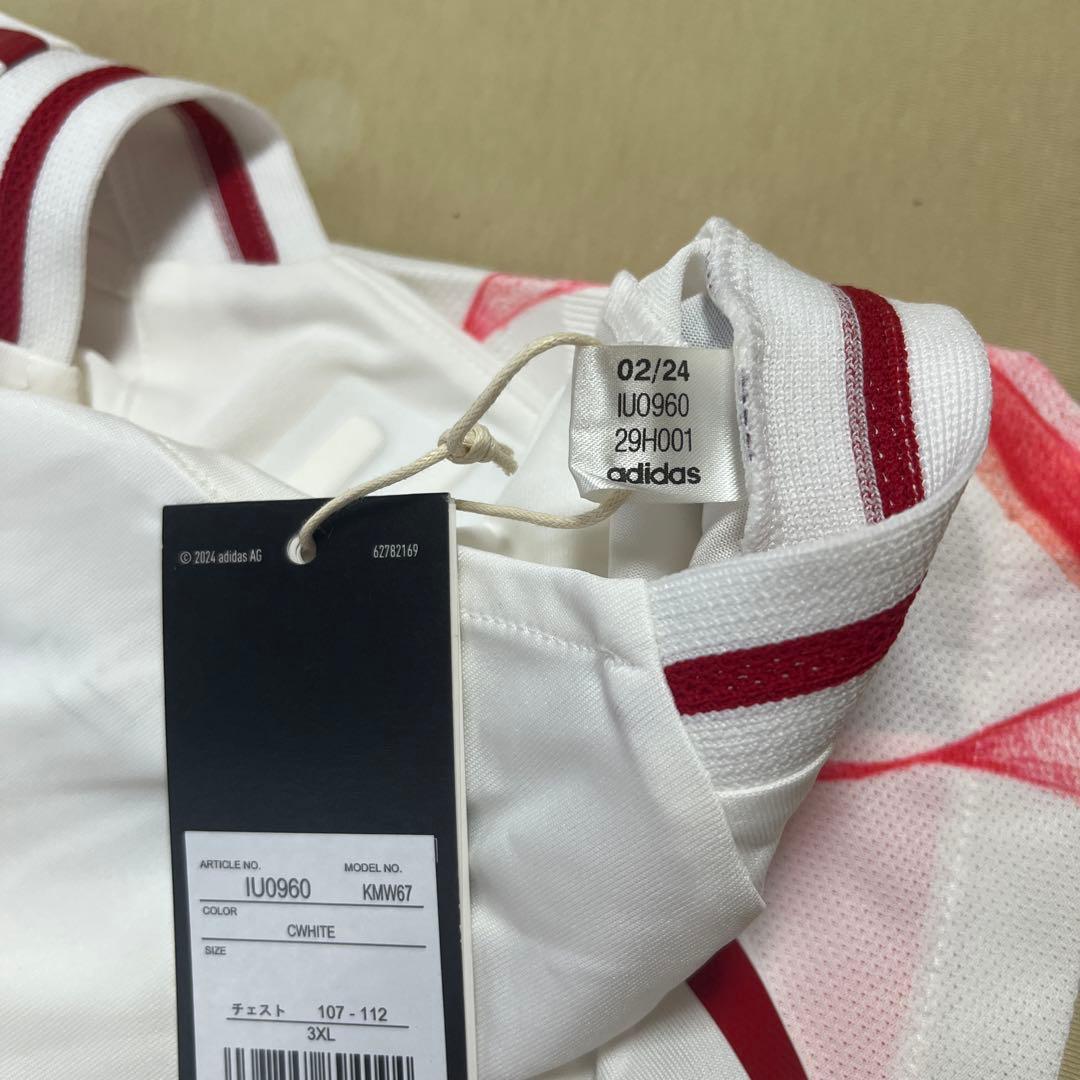 02/24
IU0960
29H001
adidas
© 2024 adidas AG
62782169
ARTICLE NO.
MODEL NO.
IU0960
KMW67
COLOR
CWHITE
SIZE
チェスト 107 - 112
3XL